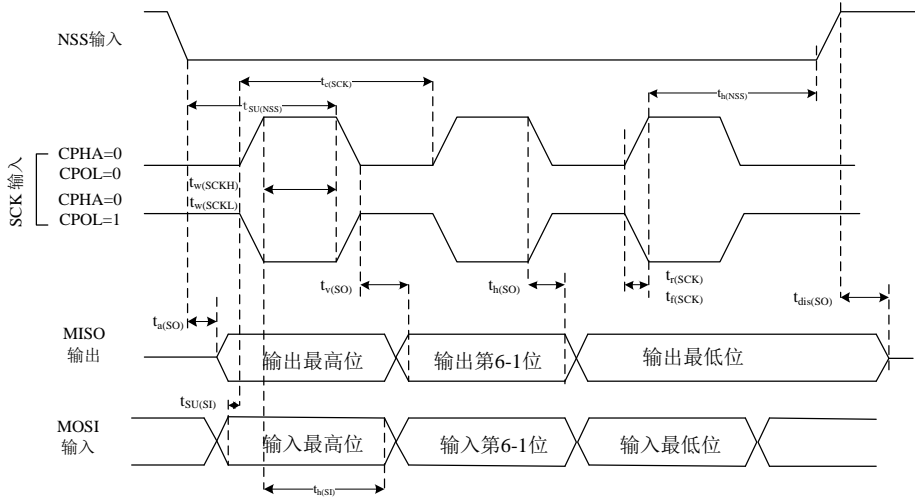 NSS输入
tc(SCK)
tSU(NSS)
th(NSS)
SCK 输入
CPHA=0
CPOL=0
CPHA=0
CPOL=1
tw(SCKH)
tw(SCKL)
tv(SO)
th(SO)
tr(SCK)
tf(SCK)
tdis(SO)
ta(SO)
MISO
输出
输出最高位
输出第6-1位
输出最低位
tSU(SI)
MOSI
输入
输入最高位
输入第6-1位
输入最低位
th(SI)